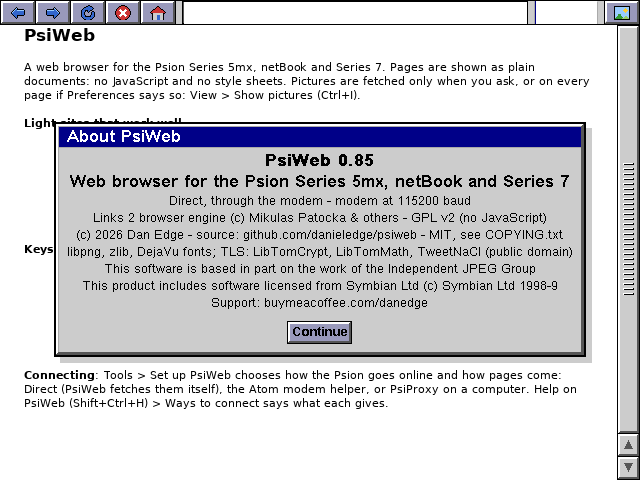 PsiWeb
A web browser for the Psion Series 5mx, netBook and Series 7. Pages are shown as plain
documents: no JavaScript and no style sheets. Pictures are fetched only when you ask, or on every
page if Preferences says so: View > Show pictures (Ctrl+I).
Light sites that work well
About PsiWeb
PsiWeb 0.85
Web browser for the Psion Series 5mx, netBook and Series 7
Direct, through the modem - modem at 115200 baud
Links 2 browser engine (c) Mikulas Patocka & others - GPL v2 (no JavaScript)
(c) 2026 Dan Edge - source: github.com/danieledge/psiweb - MIT, see COPYING.txt
libpng, zlib, DejaVu fonts; TLS: LibTomCrypt, LibTomMath, TweetNaCl (public domain)
This software is based in part on the work of the Independent JPEG Group
This product includes software licensed from Symbian Ltd (c) Symbian Ltd 1998-9
Support: buymeacoffee.com/danedge
Continue
Keys
Connecting: Tools > Set up PsiWeb chooses how the Psion goes online and how pages come:
Direct (PsiWeb fetches them itself), the Atom modem helper, or PsiProxy on a computer. Help on
PsiWeb (Shift+Ctrl+H) > Ways to connect says what each gives.